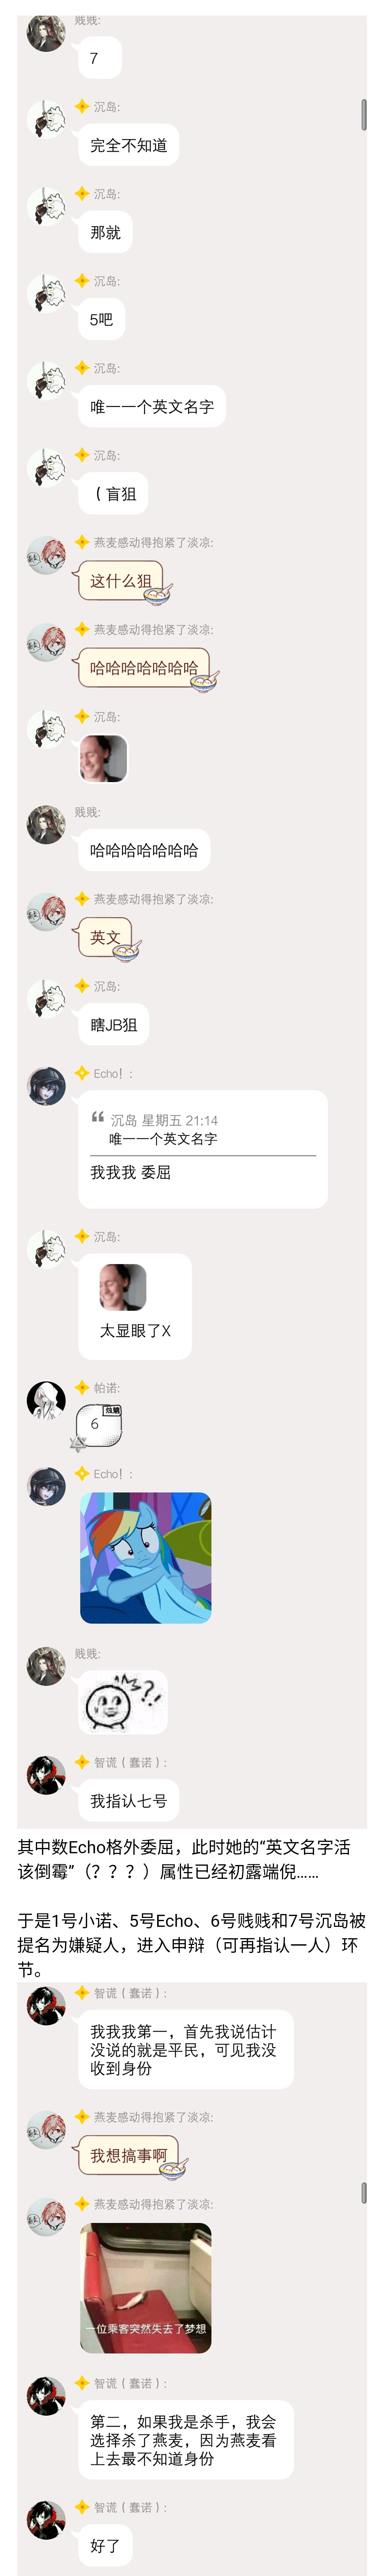 贱贱:
7
沉岛:
完全不知道
沉岛:
那就
沉岛:
5吧
沉岛:
唯一一个英文名字
沉岛:
（盲狙
燕麦感动得抱紧了淡凉:
这什么狙
燕麦感动得抱紧了淡凉:
哈哈哈哈哈哈哈
沉岛:
贱贱:
哈哈哈哈哈哈哈
燕麦感动得抱紧了淡凉:
英文
沉岛:
瞎JB狙
Echo！:
沉岛 星期五 21:14
唯一一个英文名字
我我我 委屈
沉岛:
太显眼了X
帕诺:
6
Echo！:
贱贱:
??!
智谎（蠢诺）:
我指认七号
其中数Echo格外委屈，此时她的“英文名字活
该倒霉”（？？？）属性已经初露端倪……
于是1号小诺、5号Echo、6号贱贱和7号沉岛被
提名为嫌疑人，进入申辩（可再指认一人）环
节。
智谎（蠢诺）:
我我我第一，首先我说估计
没说的就是平民，可见我没
收到身份
燕麦感动得抱紧了淡凉:
我想搞事啊
燕麦感动得抱紧了淡凉:
一位乘客突然失去了梦想
智谎（蠢诺）:
第二，如果我是杀手，我会
选择杀了燕麦，因为燕麦看
上去最不知道身份
智谎（蠢诺）:
好了